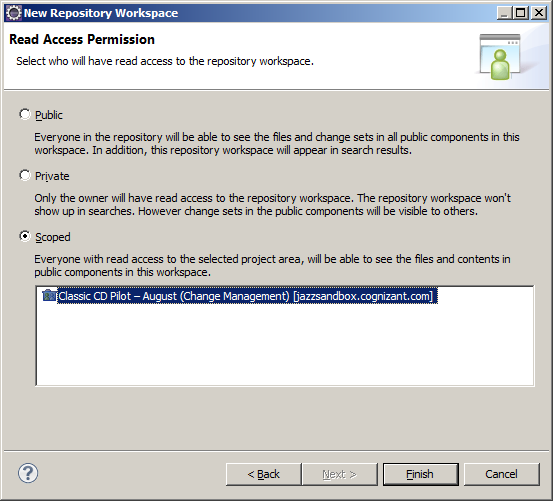 New Repository Workspace
Read Access Permission
Select who will have read access to the repository workspace.
Public
Everyone in the repository will be able to see the files and change sets in all public components in this
workspace. In addition, this repository workspace will appear in search results.
Private
Only the owner will have read access to the repository workspace. The repository workspace won't
show up in searches. However change sets in the public components will be visible to others.
Scoped
Everyone with read access to the selected project area, will be able to see the files and contents in
public components in this workspace.
Classic CD Pilot – August (Change Management) [jazzsandbox.cognizant.com]
?
< Back
Next >
Finish
Cancel